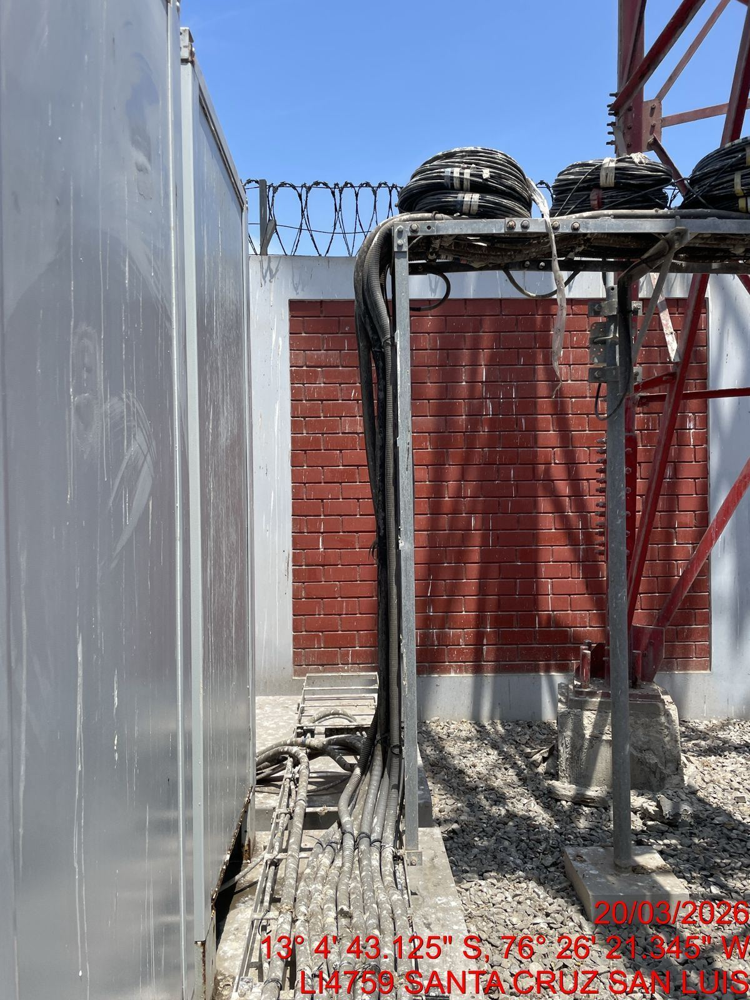 20/03/2026
13° 4' 43.125" S, 76° 26' 21.345" W
LI4759 SANTA CRUZ SAN LUIS